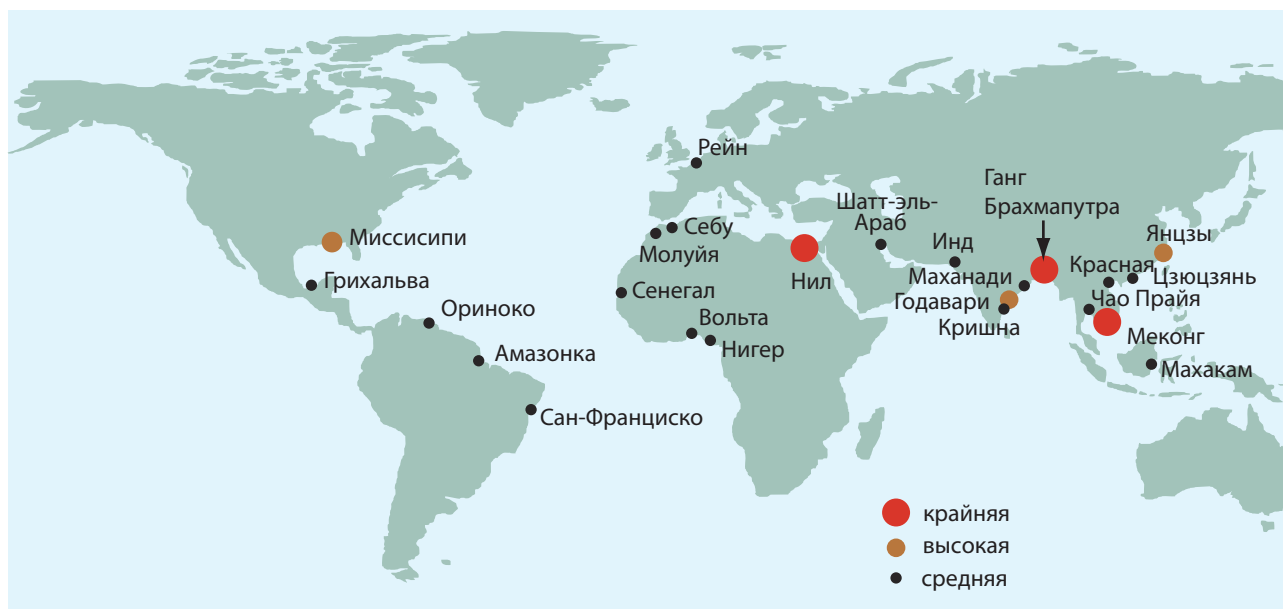 Рейн
Ганг
Брахмапутра
Шатт-эль-
Араб
Янцзы
Миссисипи
Себу
Молуйя
Инд
Нил
Маханади
Красная
Цзюцзянь
Грихальва
Сенегал
Годавари
Чао Прайя
Ориноко
Вольта
Кришна
Нигер
Меконг
Амазонка
Махакам
Сан-Франциско
крайняя
высокая
средняя